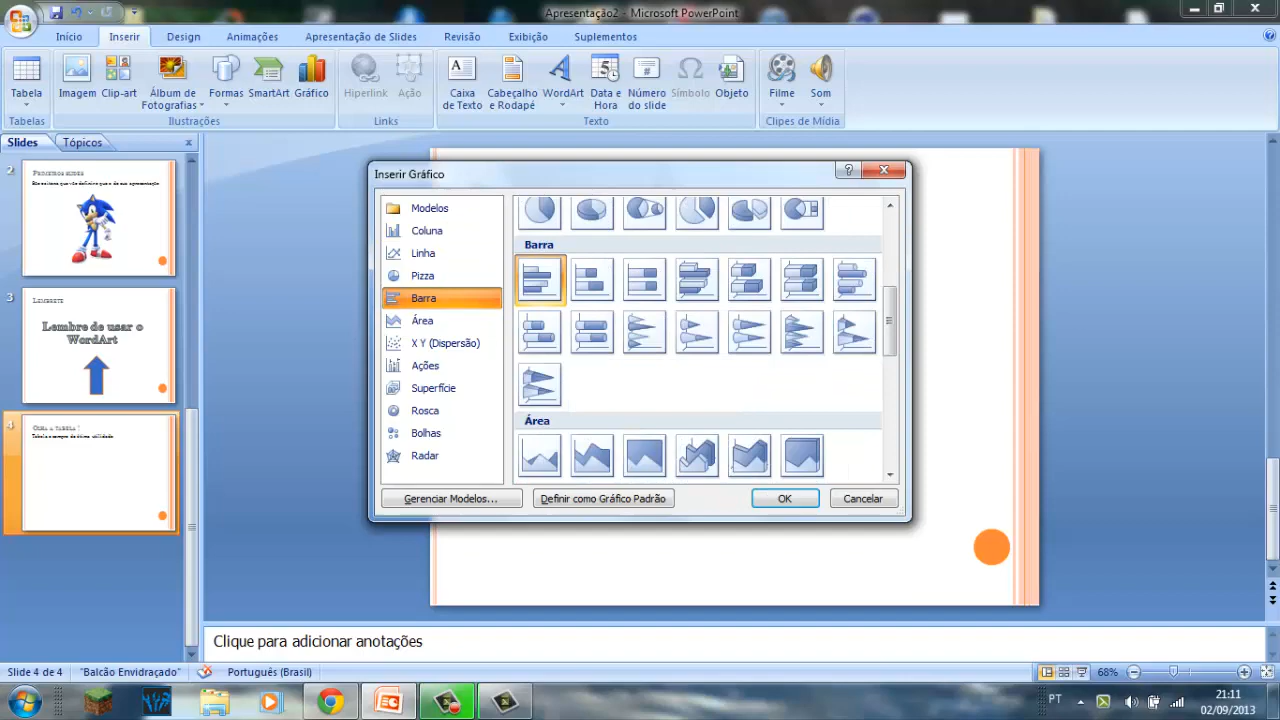 Apresentação2 - Microsoft PowerPoint
Início Inserir Design Animações Apresentação de Slides Revisão Exibição Suplementos
Tabela Imagem Clip-art Álbum de Fotografias Formas SmartArt Gráfico Hiperlink Ação Caixa de Texto Cabeçalho e Rodapé WordArt Data e Hora Número do slide Símbolo Objeto Filme Som
Tabelas Ilustrações Links Texto Clipes de Mídia
Slides Tópicos
2
3
Lembrete
Lembre de usar o
WordArt
4
Olha a tabela !
Inserir Gráfico
Modelos
Coluna
Linha
Pizza
Barra
Área
X Y (Dispersão)
Ações
Superfície
Rosca
Bolhas
Radar
Barra
Área
Gerenciar Modelos... Definir como Gráfico Padrão OK Cancelar
Clique para adicionar anotações
Slide 4 de 4 "Balcão Envidraçado" Português (Brasil) 68%
PT 21:11
02/09/2013